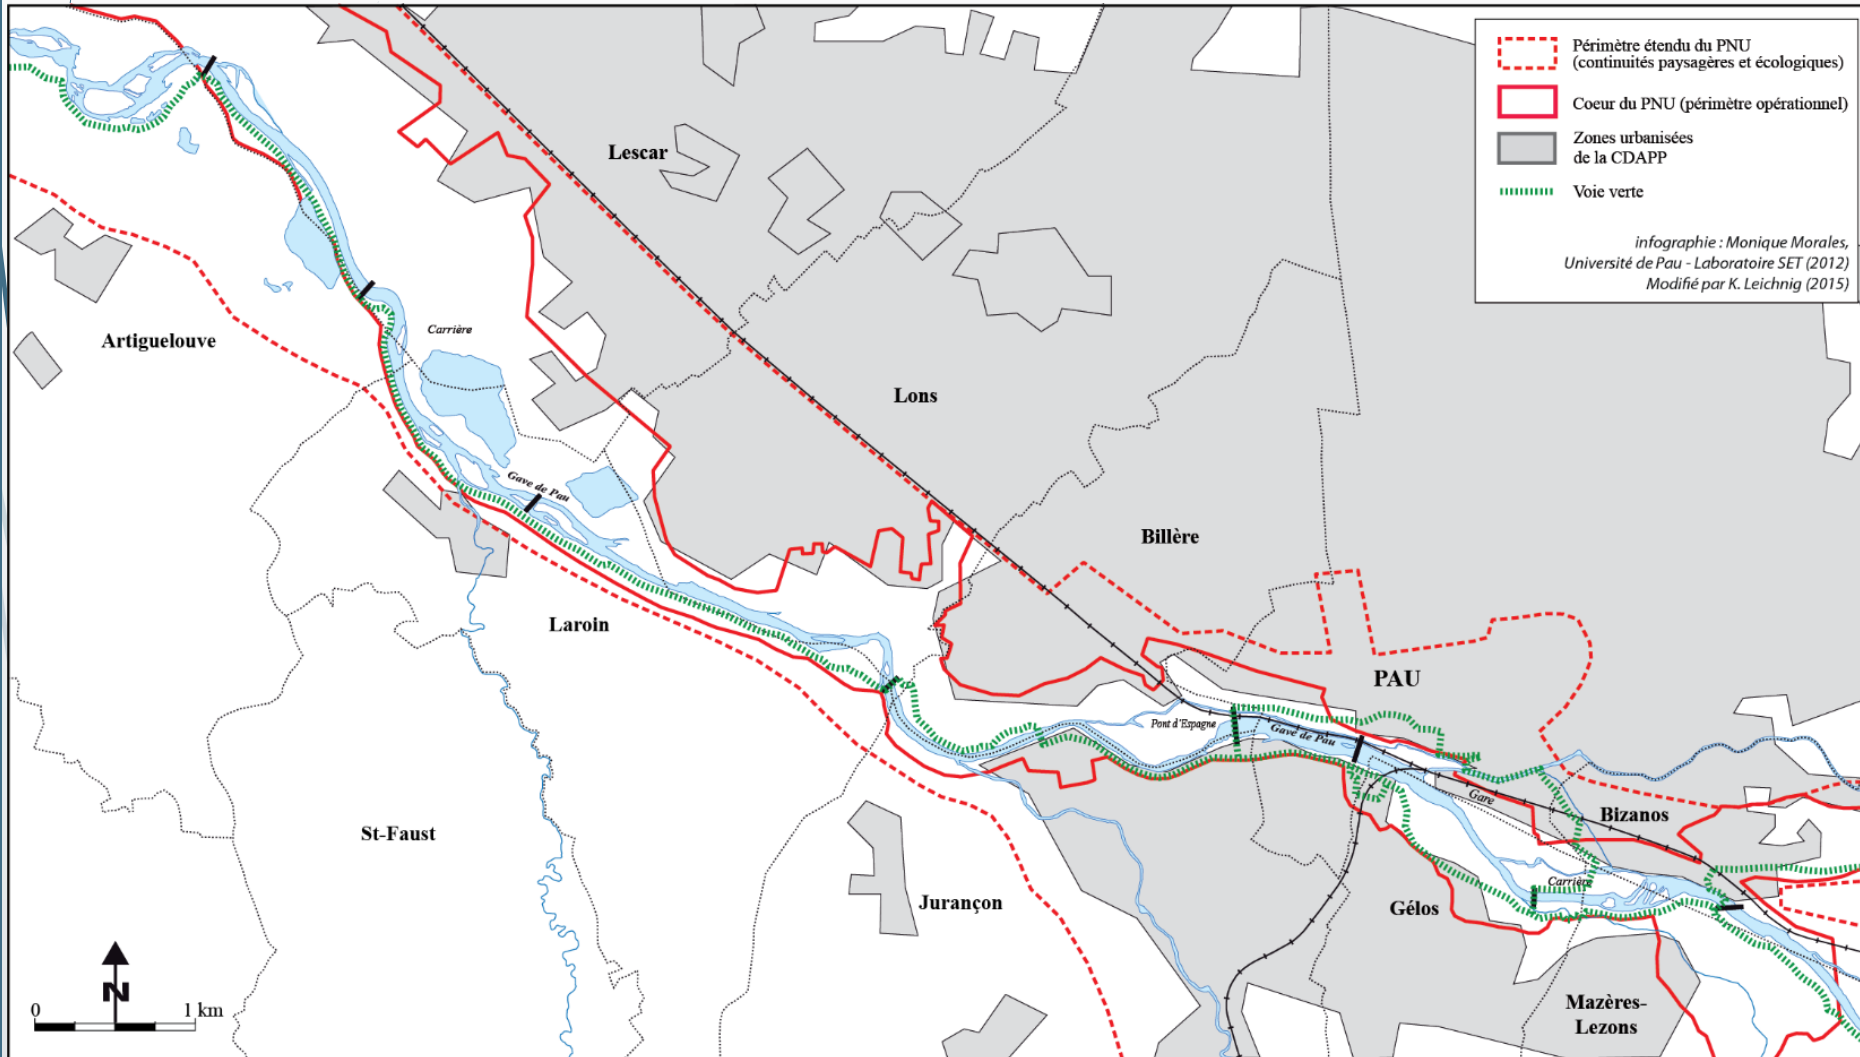 Périmètre étendu du PNU
(continuités paysagères et écologiques)
Coeur du PNU (périmètre opérationnel)
Zones urbanisées
de la CDAPP
Voie verte
infographie : Monique Morales,
Université de Pau - Laboratoire SET (2012)
Modifié par K. Leichnig (2015)
Lescar
Artiguelouve
Carrière
Lons
Gave de Pau
Billère
Laroin
PAU
Pont d'Espagne
Gave de Pau
Gare
Bizanos
St-Faust
Carrière
Jurançon
Gélos
Mazères-
Lezons
N
0 1 km